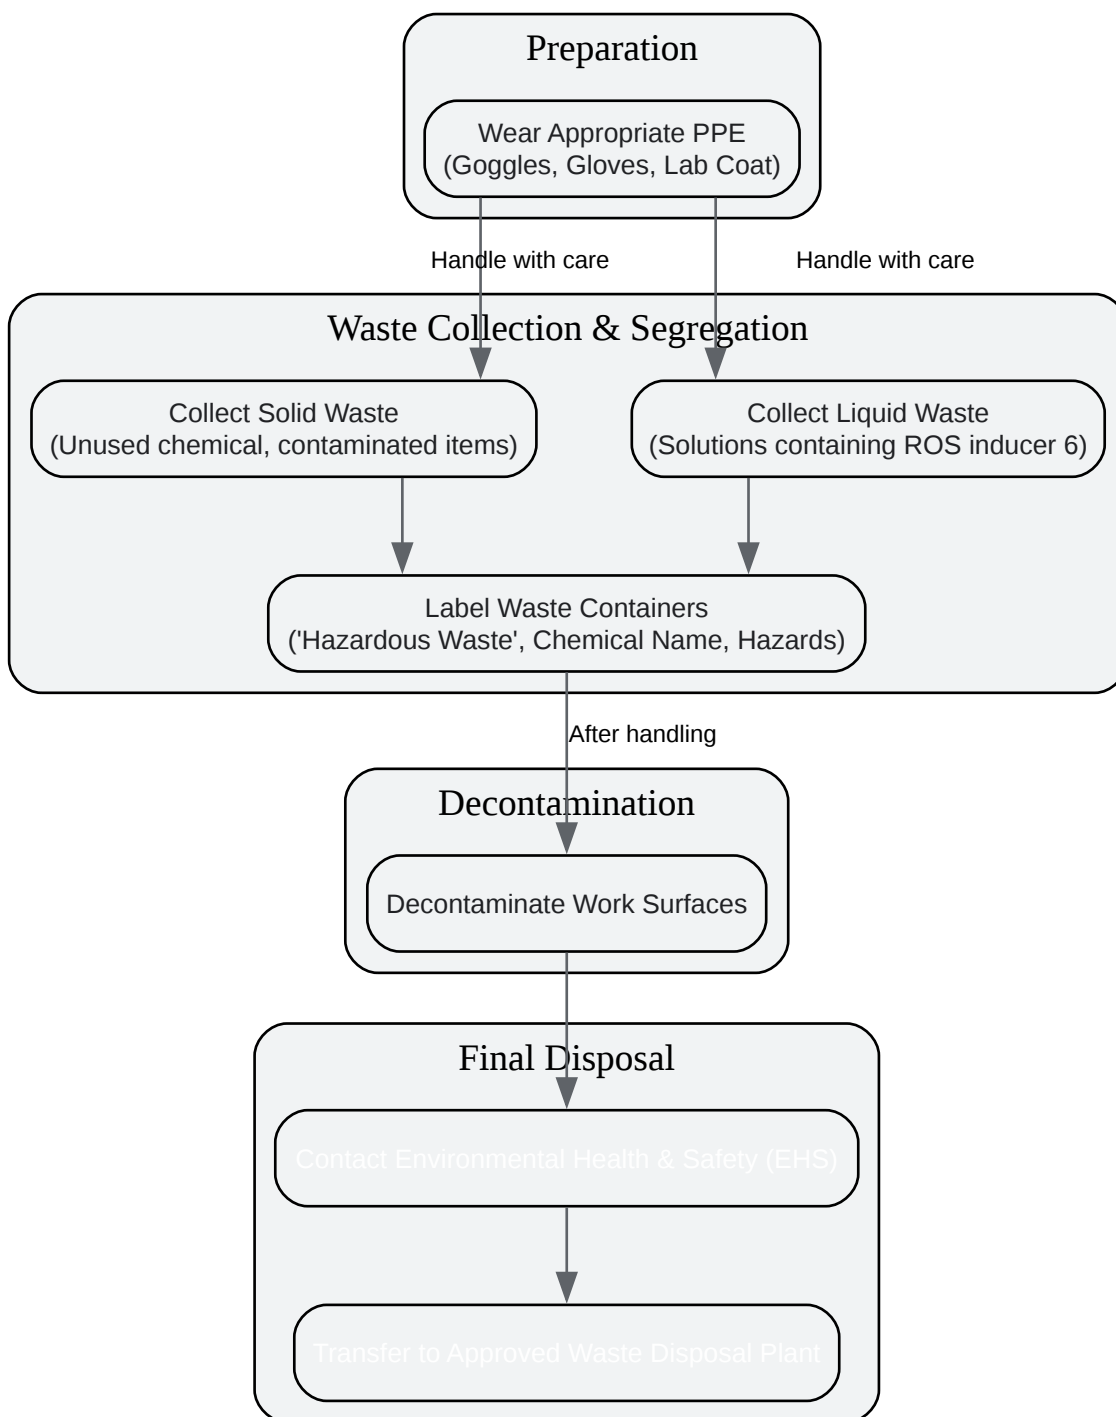 Preparation
Wear Appropriate PPE
(Goggles, Gloves, Lab Coat)
Handle with care
Handle with care
Waste Collection & Segregation
Collect Solid Waste
(Unused chemical, contaminated items)
Collect Liquid Waste
(Solutions containing ROS inducer 6)
Label Waste Containers
('Hazardous Waste', Chemical Name, Hazards)
After handling
Decontamination
Decontaminate Work Surfaces
Final Disposal
Contact Environmental Health & Safety (EHS)
Transfer to Approved Waste Disposal Plant